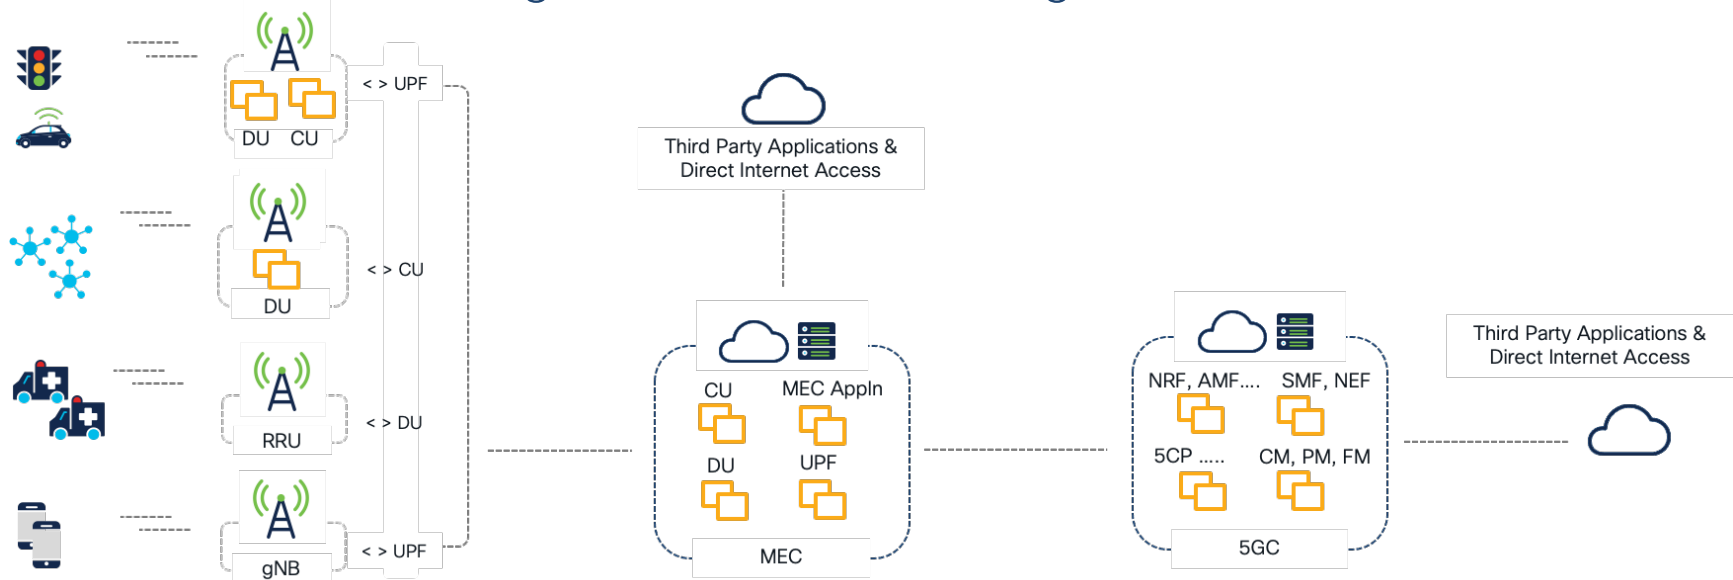 < > UPF
DU CU
Third Party Applications &
Direct Internet Access
< > CU
DU
Third Party Applications &
Direct Internet Access
NRF, AMF.... SMF, NEF
CU MEC AppIn
< > DU
RRU
5CP ..... CM, PM, FM
DU UPF
5GC
< > UPF
MEC
gNB